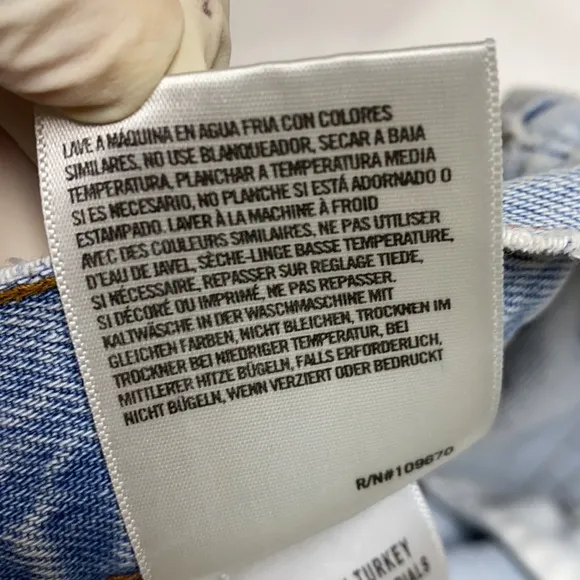 LAVE A MÁQUINA EN AGUA FRIA CON COLORES
SIMILARES, NO USE BLANQUEADOR, SECAR A BAJA
TEMPERATURA, PLANCHAR A TEMPERATURA MEDIA
SI ES NECESARIO, NO PLANCHE SI ESTÁ ADORNADO O
ESTAMPADO. LAVER À LA MACHINE À FROID
AVEC DES COULEURS SIMILAIRES, NE PAS UTILISER
D'EAU DE JAVEL, SÈCHE-LINGE BASSE TEMPERATURE,
SI NÉCESSAIRE, REPASSER SUR REGLAGE TIEDE,
SI DÉCORÉ OU IMPRIMÉ, NE PAS REPASSER.
KALTWÄSCHE IN DER WASCHMASCHINE MIT
GLEICHEN FARBEN, NICHT BLEICHEN, TROCKNEN IM
TROCKNER BEI NIEDRIGER TEMPERATUR, BEI
MITTLERER HITZE BÜGELN, FALLS ERFORDERLICH,
NICHT BÜGELN, WENN VERZIERT ODER BEDRUCKT
R/N#109670
TURKEY